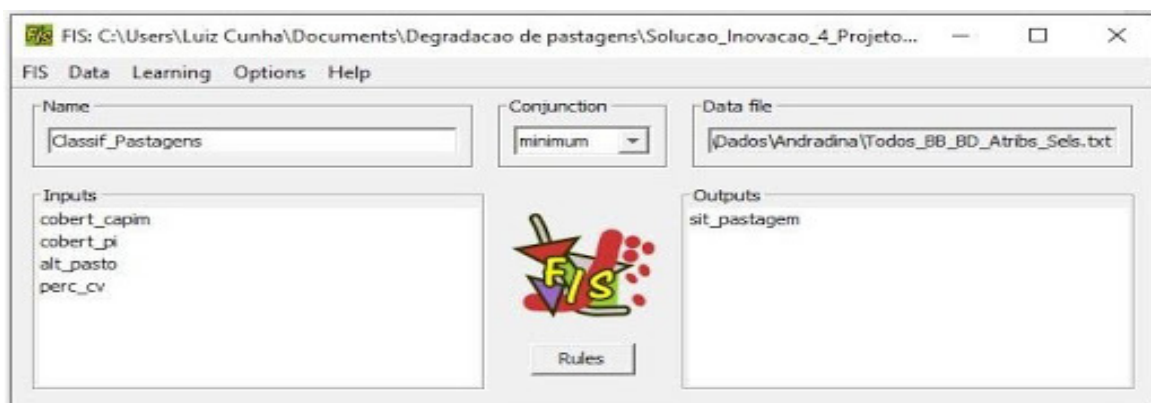 FIS: C:\Users\Luiz Cunha\Documents\Degradacao de pastagens\Solucao_Inovacao_4_Projeto...
FIS Data Learning Options Help
Name
Conjunction
Data file
Classif_Pastagens
minimum
\Dados\Andradina\Todos_BB_BD_Atribs_Sels.txt
Inputs
cobert_capim
cobert_pi
alt_pasto
perc_cv
FIS
Rules
Outputs
sit_pastagem